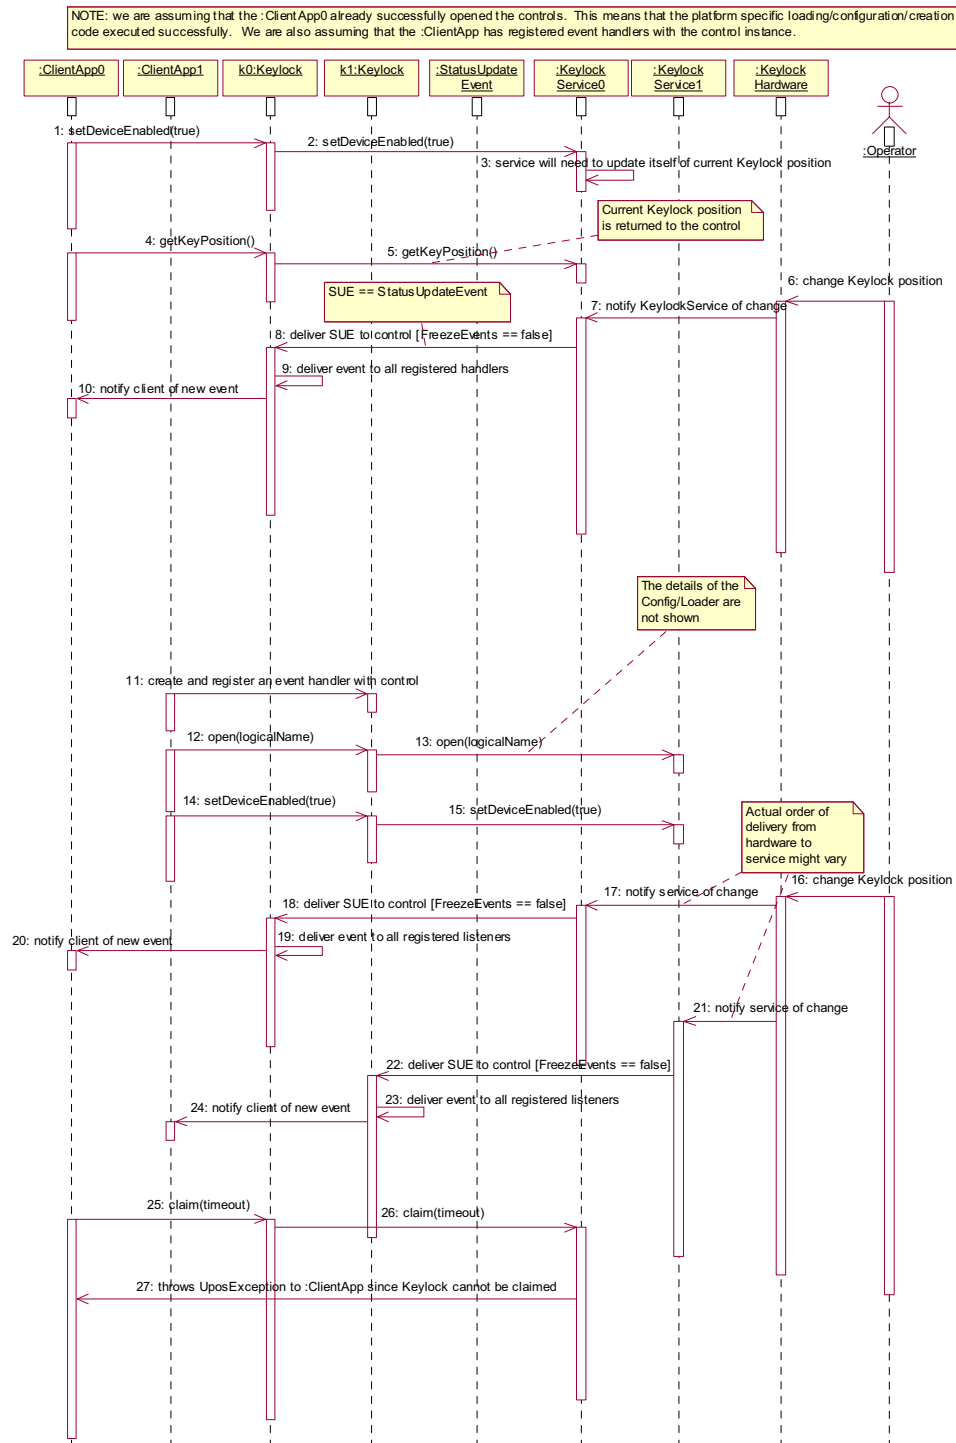 NOTE: we are assuming that the :ClientApp0 already successfully opened the controls. This means that the platform specific loading/configuration/creation
code executed successfully. We are also assuming that the :ClientApp has registered event handlers with the control instance.
:ClientApp0
:ClientApp1
k0:Keylock
k1:Keylock
:StatusUpdate
Event
:Keylock
Service0
:Keylock
Service1
:Keylock
Hardware
:Operator
1: setDeviceEnabled(true)
2: setDeviceEnabled(true)
3: service will need to update itself of current Keylock position
Current Keylock position
is returned to the control
4: getKeyPosition()
5: getKeyPosition()
6: change Keylock position
SUE == StatusUpdateEvent
7: notify KeylockService of change
8: deliver SUE to control [FreezeEvents == false]
9: deliver event to all registered handlers
10: notify client of new event
The details of the
Config/Loader are
not shown
11: create and register an event handler with control
12: open(logicalName)
13: open(logicalName)
14: setDeviceEnabled(true)
15: setDeviceEnabled(true)
Actual order of
delivery from
hardware to
service might vary
16: change Keylock position
17: notify service of change
18: deliver SUE to control [FreezeEvents == false]
19: deliver event to all registered listeners
20: notify client of new event
21: notify service of change
22: deliver SUE to control [FreezeEvents == false]
23: deliver event to all registered listeners
24: notify client of new event
25: claim(timeout)
26: claim(timeout)
27: throws UposException to :ClientApp since Keylock cannot be claimed